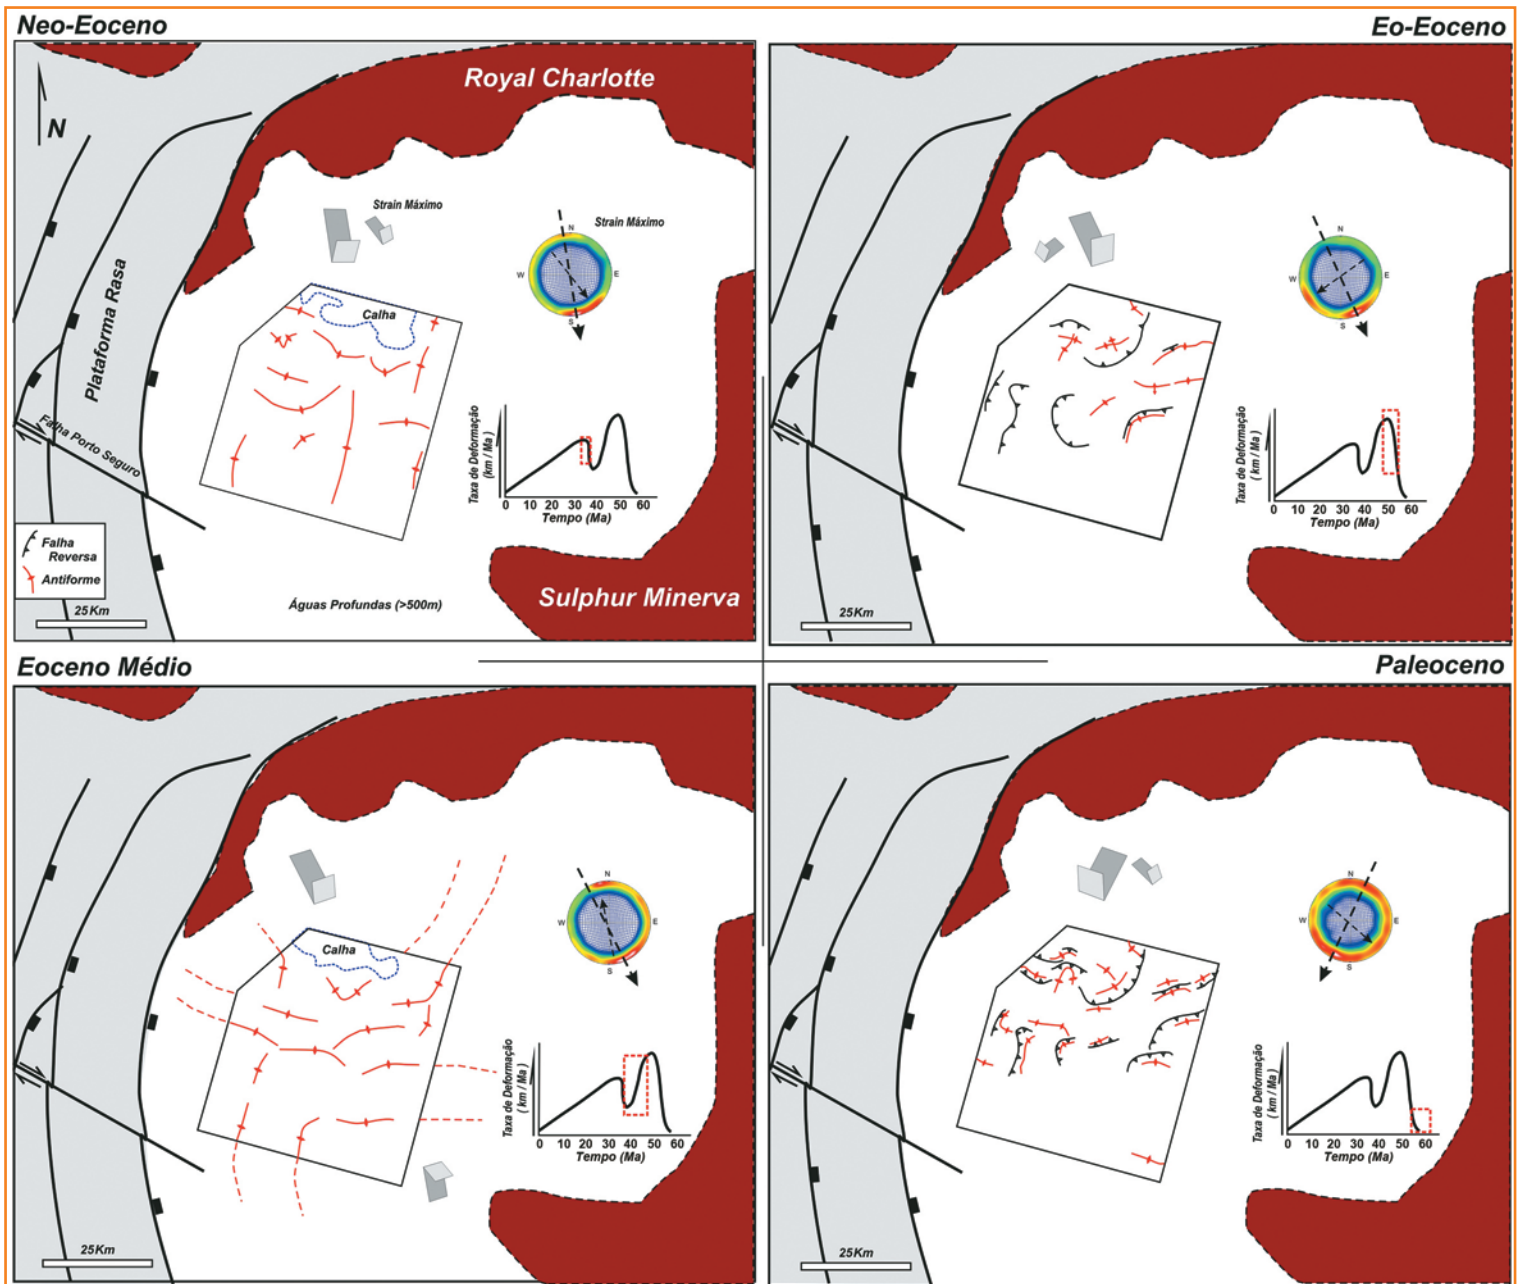 Neo-Eoceno
Royal Charlotte
N
Strain Máximo
Strain Máximo
N
W
E
S
Plataforma Rasa
Calha
Falha Porto Seguro
Taxa de Deformação
(km / Ma)
0 10 20 30 40 50 60
Tempo (Ma)
Falha
Reversa
Antiforme
25Km
Águas Profundas (>500m)
Sulphur Minerva
Eo-Eoceno
N
W
E
S
Taxa de Deformação
( km / Ma )
0 10 20 30 40 50 60
Tempo (Ma)
25Km
Eoceno Médio
N
W
E
S
Calha
Taxa de Deformação
( km / Ma )
0 10 20 30 40 50 60
Tempo (Ma)
25Km
Paleoceno
N
W
E
S
Taxa de Deformação
( km / Ma )
0 10 20 30 40 50 60
Tempo (Ma)
25Km